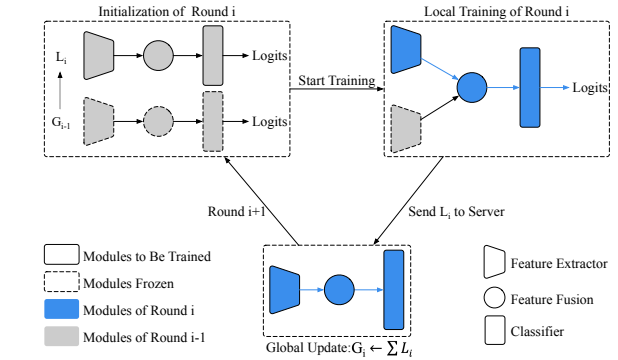 Initialization of Round i
Local Training of Round i
L_i
Logits
G_{i-1}
Logits
Start Training
Logits
Round i+1
Send L_i to Server
Modules to Be Trained
Modules Frozen
Modules of Round i
Modules of Round i-1
Feature Extractor
Feature Fusion
Classifier
Global Update:G_i ← ∑ L_i